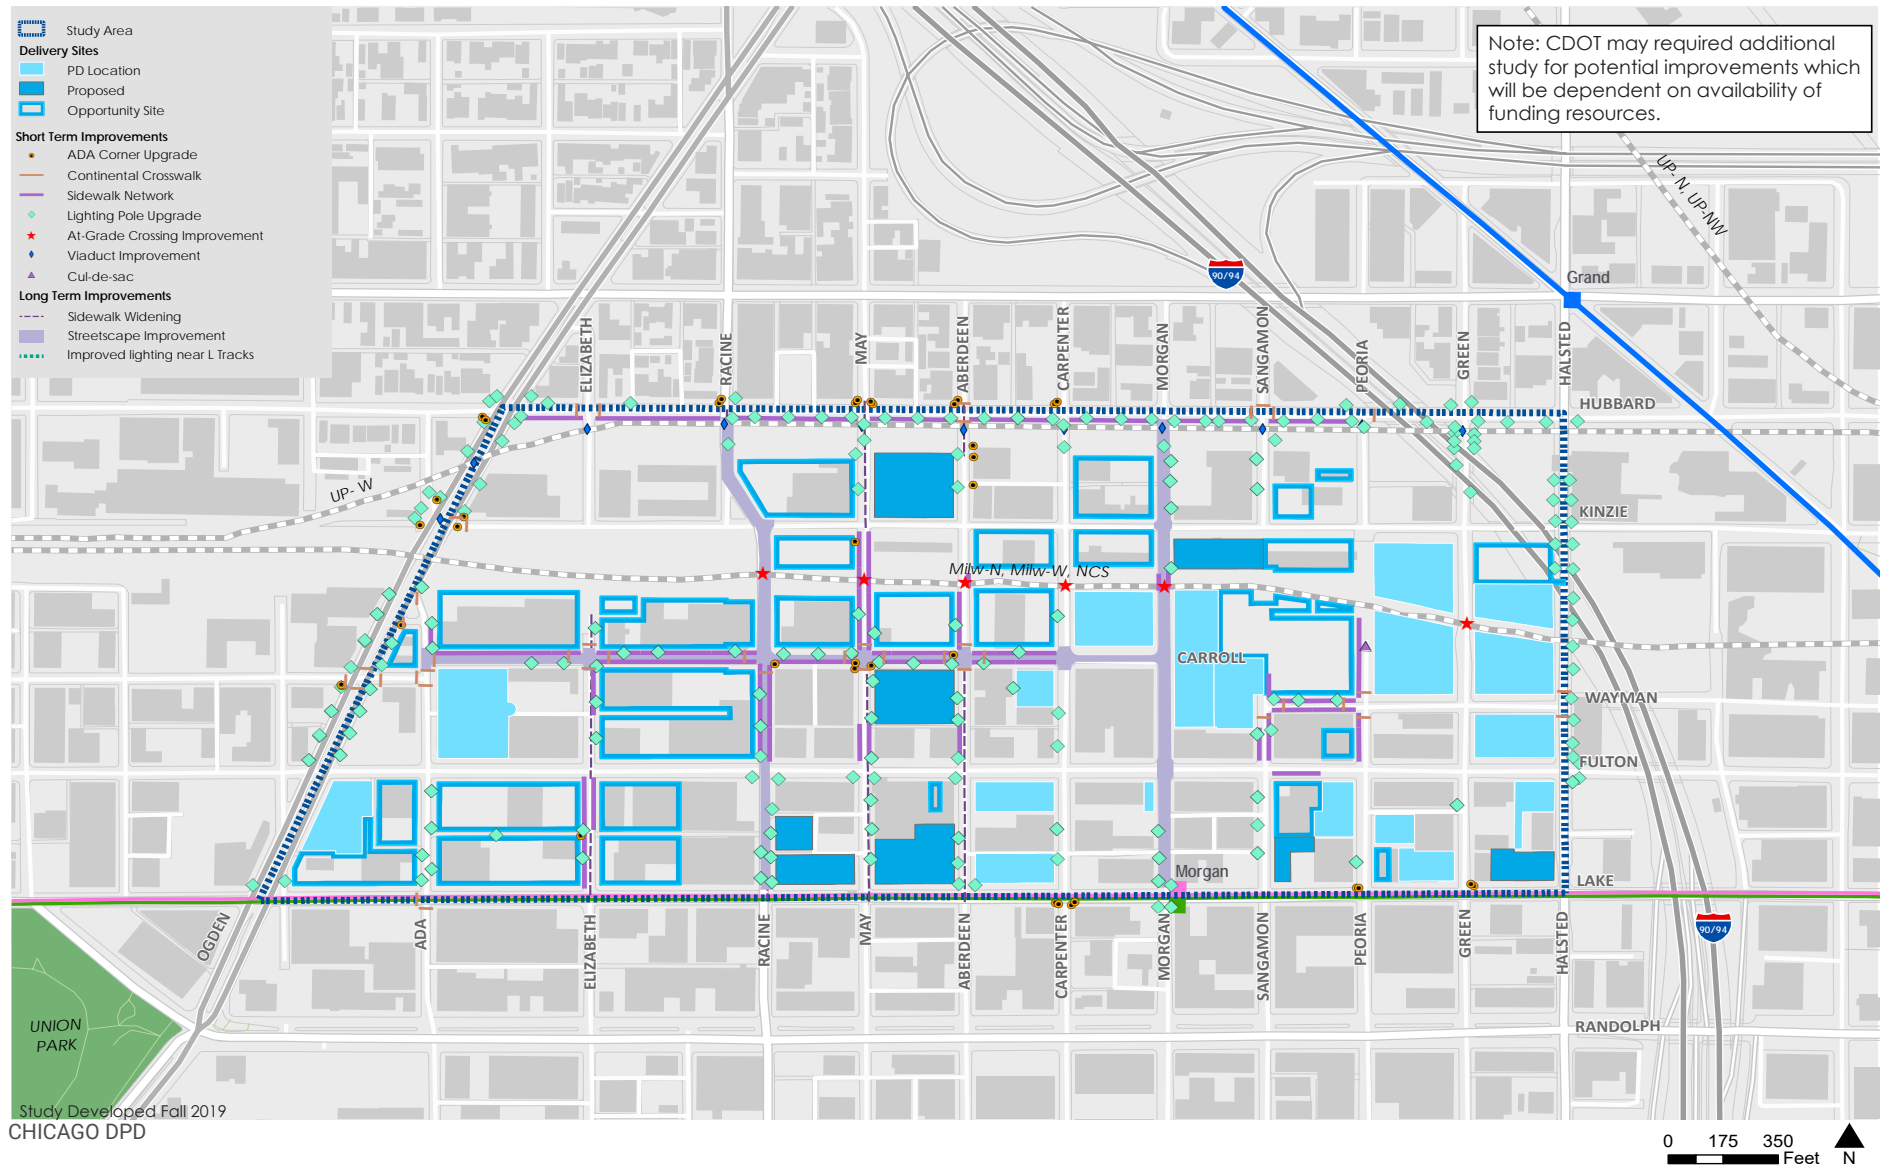 Study Area
Delivery Sites
PD Location
Proposed
Opportunity Site
Short Term Improvements
ADA Corner Upgrade
Continental Crosswalk
Sidewalk Network
Lighting Pole Upgrade
At-Grade Crossing Improvement
Viaduct Improvement
Cul-de-sac
Long Term Improvements
Sidewalk Widening
Streetscape Improvement
Improved lighting near L Tracks
Note: CDOT may required additional
study for potential improvements which
will be dependent on availability of
funding resources.
UP- N, UP-NW
90/94
Grand
ELIZABETH
RACINE
MAY
ABERDEEN
CARPENTER
MORGAN
SANGAMON
PEORIA
GREEN
HALSTED
HUBBARD
UP- W
KINZIE
Milw-N, Milw-W, NCS
CARROLL
WAYMAN
FULTON
Morgan
LAKE
OGDEN
ADA
ELIZABETH
RACINE
MAY
ABERDEEN
CARPENTER
MORGAN
SANGAMON
PEORIA
GREEN
HALSTED
90/94
UNION
PARK
RANDOLPH
Study Developed Fall 2019
CHICAGO DPD
0 175 350
Feet
N